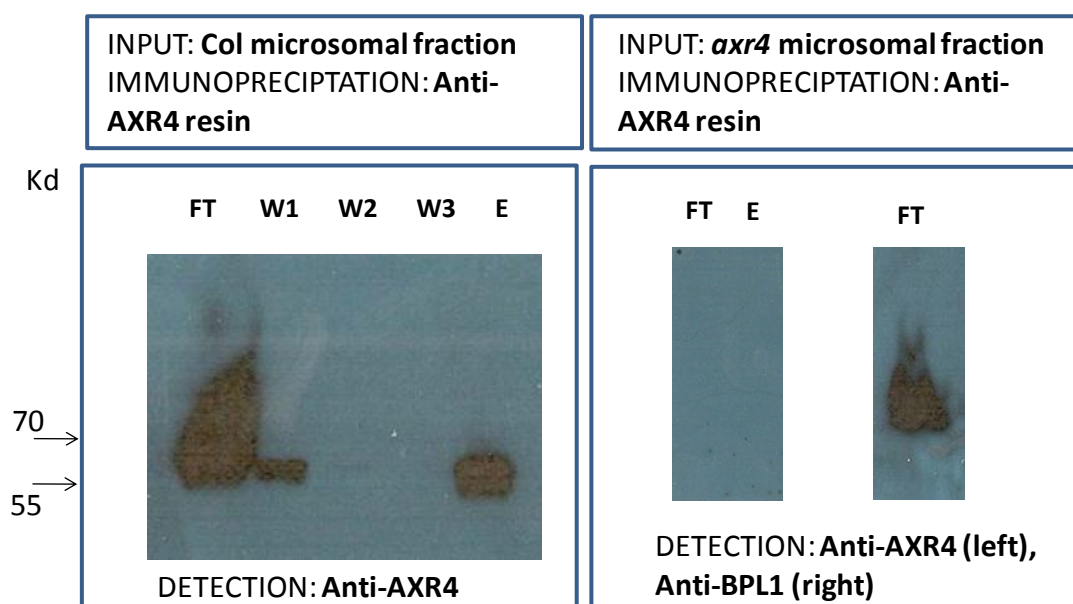 INPUT: Col microsomal fraction
IMMUNOPRECIPTATION: Anti-
AXR4 resin
INPUT: axr4 microsomal fraction
IMMUNOPRECIPTATION: Anti-
AXR4 resin
Kd
FT W1 W2 W3 E
70
55
DETECTION: Anti-AXR4
FT E
FT
DETECTION: Anti-AXR4 (left),
Anti-BPL1 (right)